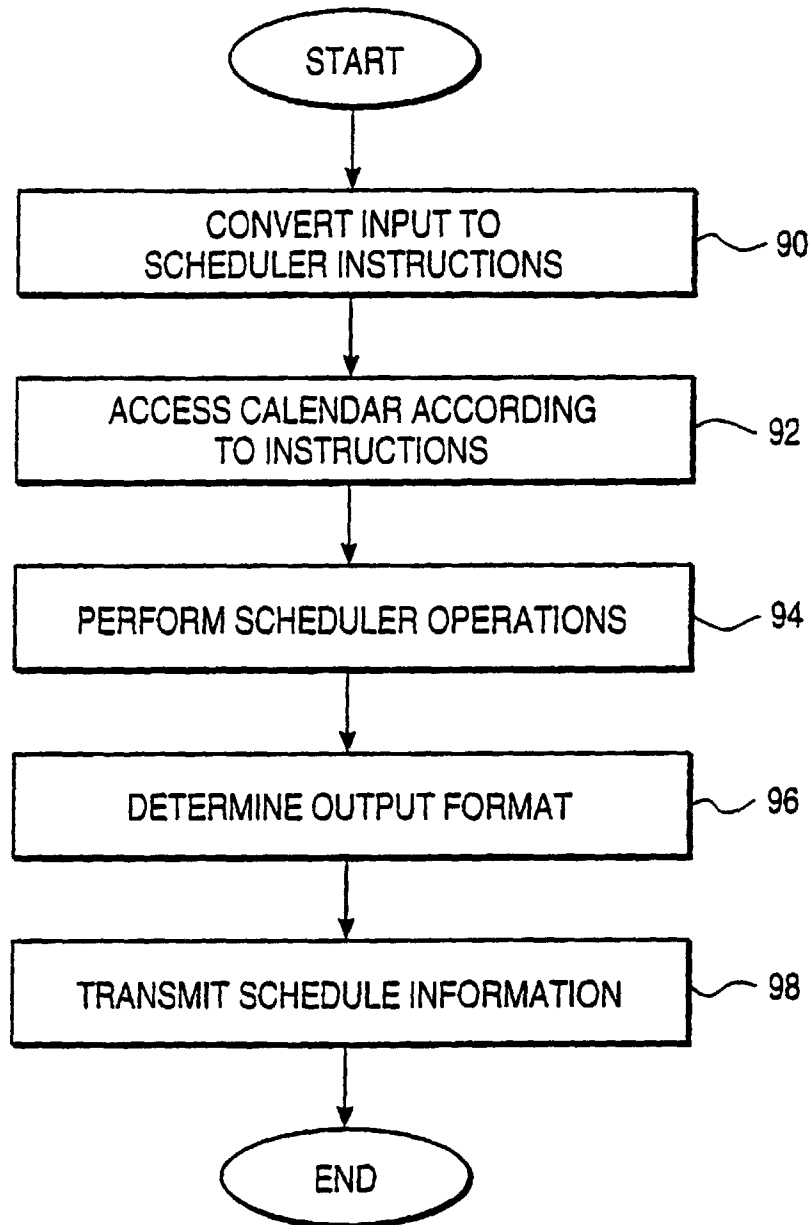 START
CONVERT INPUT TO
SCHEDULER INSTRUCTIONS
90
ACCESS CALENDAR ACCORDING
TO INSTRUCTIONS
92
PERFORM SCHEDULER OPERATIONS
94
DETERMINE OUTPUT FORMAT
96
TRANSMIT SCHEDULE INFORMATION
98
END